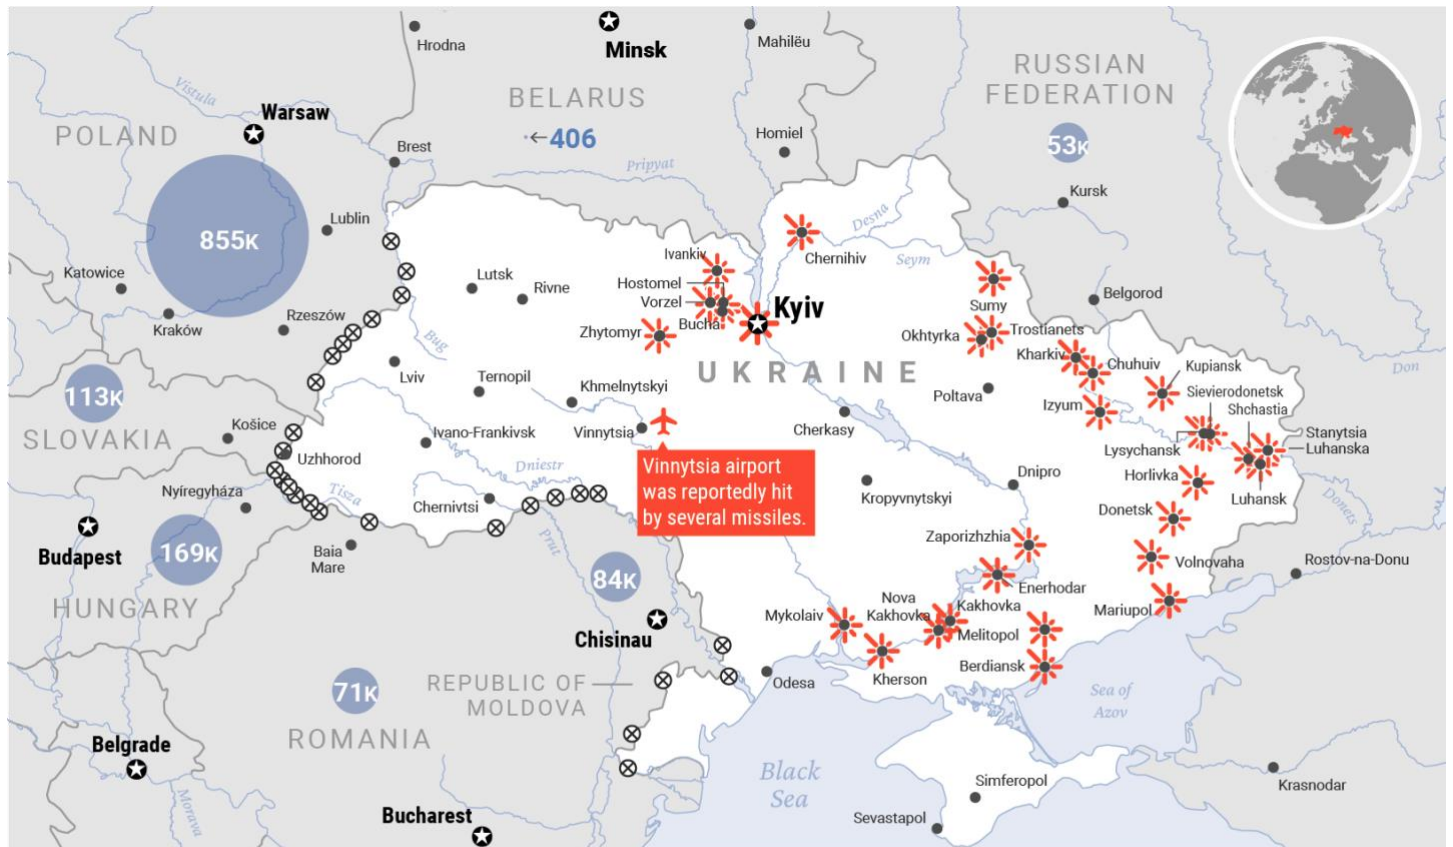 Hrodna
Minsk
Mahilëu
RUSSIAN
FEDERATION
Vistula
Warsaw
BELARUS
POLAND
←406
Homiel
53K
Brest
Pripyat
Kursk
Desna
Lublin
855K
Chernihiv
Seym
Ivankiv
Katowice
Lutsk
Hostomel
Rivne
Vorzel
Kyiv
Sumy
Belgorod
Kraków
Rzeszów
Bucha
Zhytomyr
Okhtyrka
Trostianets
Bug
Kharkiv
Chuhuiv
Kupiansk
Don
Lviv
Ternopil
UKRAINE
Khmelnytskyi
Poltava
Sievierodonetsk
113K
Izyum
Shchastia
SLOVAKIA
Košice
Ivano-Frankivsk
Vinnytsia
Cherkasy
Stanytsia
Luhanska
Uzhhorod
Lysychansk
Dniestr
Vinnytsia airport
was reportedly hit
by several missiles.
Dnipro
Horlivka
Nyíregyháza
Tisza
Chernivtsi
Kropyvnytskyi
Luhansk
Donets
Donetsk
Budapest
169K
Baia
Mare
Prut
Zaporizhzhia
Volnovaha
Rostov-na-Donu
84K
Enerhodar
HUNGARY
Nova
Kakhovka
Kakhovka
Mariupol
Mykolaiv
Chisinau
Melitopol
Berdiansk
Kherson
Odesa
REPUBLIC OF
MOLDOVA
71K
Sea of
Azov
ROMANIA
Belgrade
Black
Sea
Simferopol
Krasnodar
Morava
Bucharest
Sevastapol